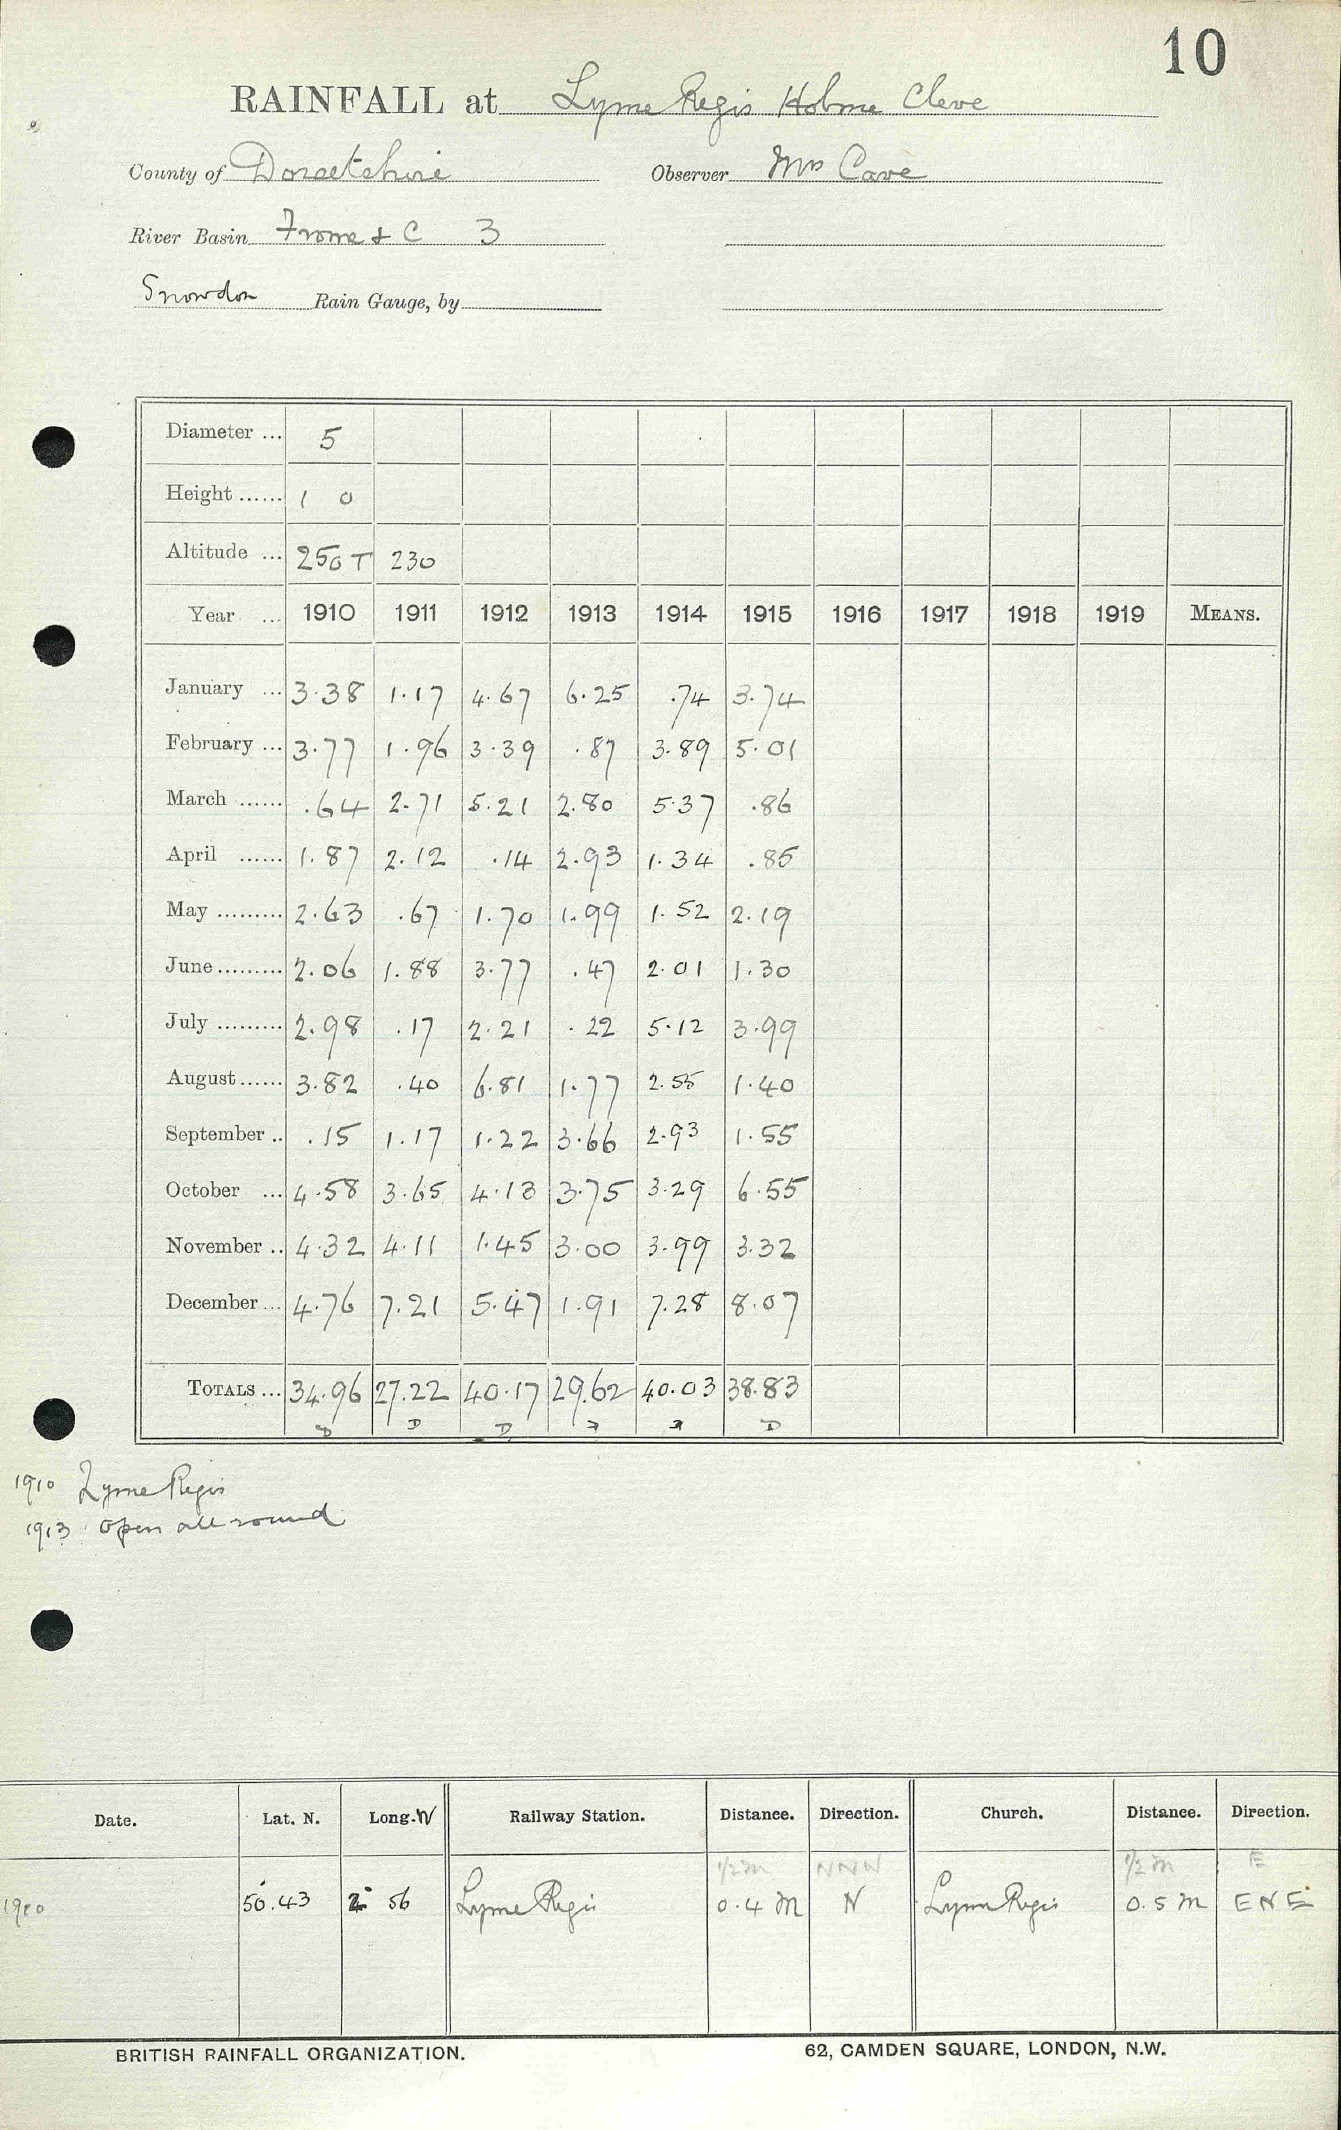 10
RAINFALL at Lyme Regis Holme Cleve
County of Dorsetshire Observer Mrs Cave
River Basin Frome & C 3
Snowdon Rain Gauge, by
Diameter ... 5
Height ...... 1 0
Altitude ... 250 T 230
Year ... 1910 1911 1912 1913 1914 1915 1916 1917 1918 1919 MEANS.
January ... 3.38 1.17 4.67 6.25 .74 3.74
February ... 3.77 1.96 3.39 .87 3.89 5.01
March ...... .64 2.71 5.21 2.80 5.37 .86
April ...... 1.87 2.12 .14 2.93 1.34 .85
May ......... 2.63 .67 1.70 1.99 1.52 2.19
June ......... 2.06 1.88 3.77 .47 2.01 1.30
July ......... 2.98 .17 2.21 .22 5.12 3.99
August ...... 3.82 .40 6.81 1.77 2.55 1.40
September .. .15 1.17 1.22 3.66 2.93 1.55
October ... 4.58 3.65 4.13 3.75 3.29 6.55
November .. 4.32 4.11 1.45 3.00 3.99 3.32
December ... 4.76 7.21 5.47 1.91 7.28 8.07
TOTALS ... 34.96 27.22 40.17 29.62 40.03 38.83
D D D D
1910 Lyme Regis
1913 Open all round
Date. Lat. N. Long. W Railway Station. Distance. Direction. Church. Distance. Direction.
1/2 m NNW 1/2 m E
1910 50.43 2 56 Lyme Regis 0.4 M N Lyme Regis 0.5 M ENE
BRITISH RAINFALL ORGANIZATION. 62, CAMDEN SQUARE, LONDON, N.W.